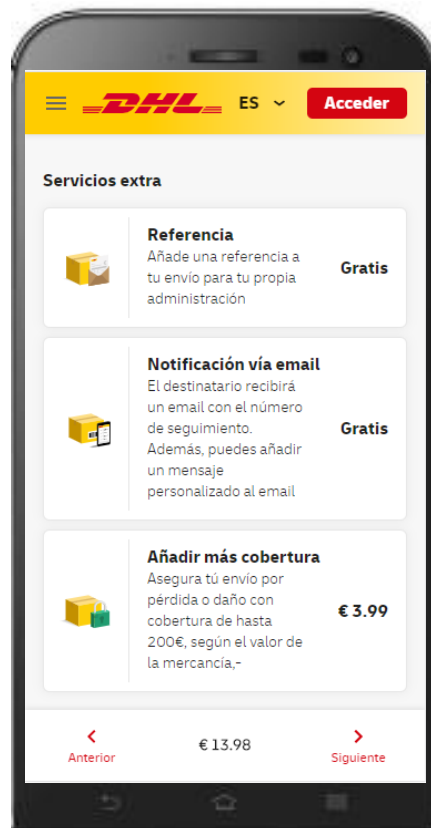 DHL ES Acceder
Servicios extra
Referencia
Añade una referencia a
tu envío para tu propia
administración
Gratis
Notificación vía email
El destinatario recibirá
un email con el número
de seguimiento.
Además, puedes añadir
un mensaje
personalizado al email
Gratis
Añadir más cobertura
Asegura tú envío por
pérdida o daño con
cobertura de hasta
200€, según el valor de
la mercancía,-
€ 3.99
Anterior
€ 13.98
Siguiente